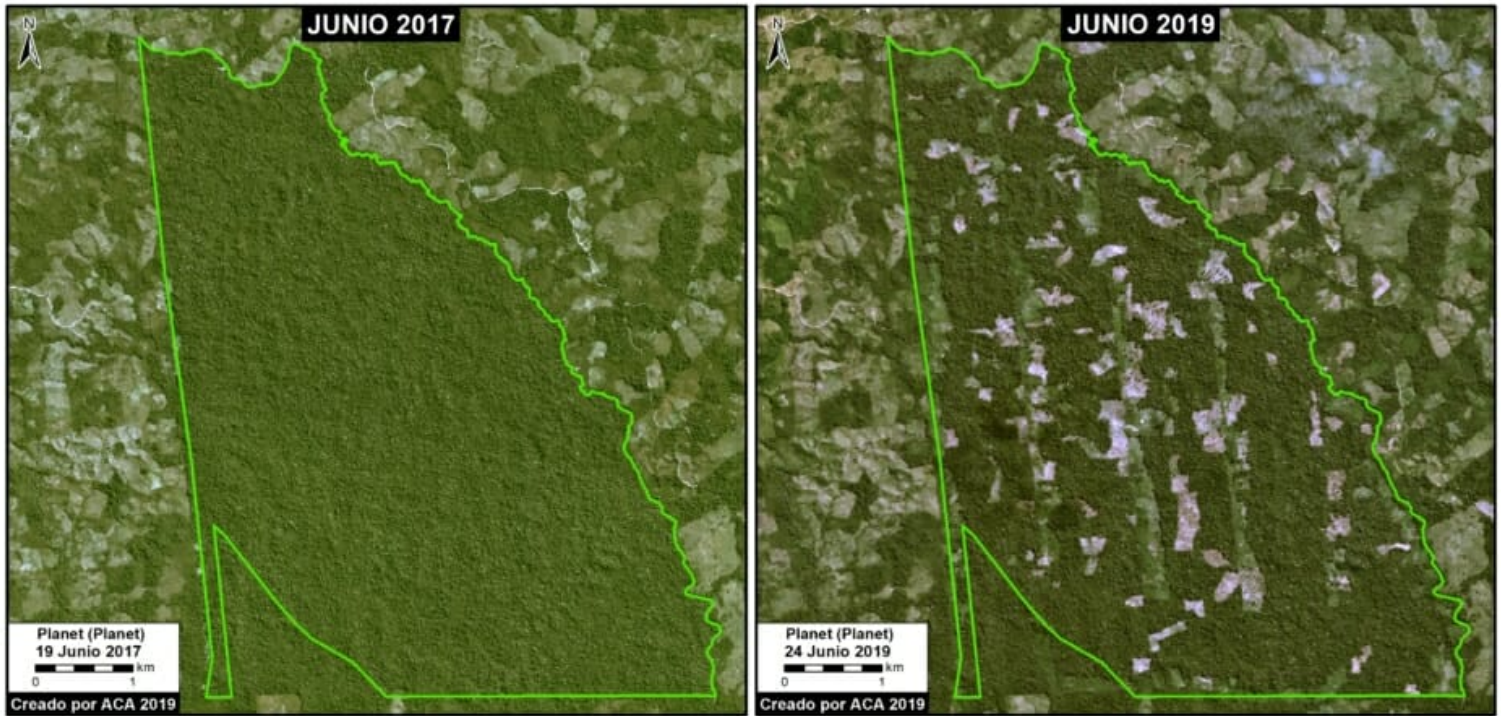 JUNIO 2017
N
Planet (Planet)
19 Junio 2017
km
0 1
Creado por ACA 2019
JUNIO 2019
N
Planet (Planet)
24 Junio 2019
km
0 1
Creado por ACA 2019